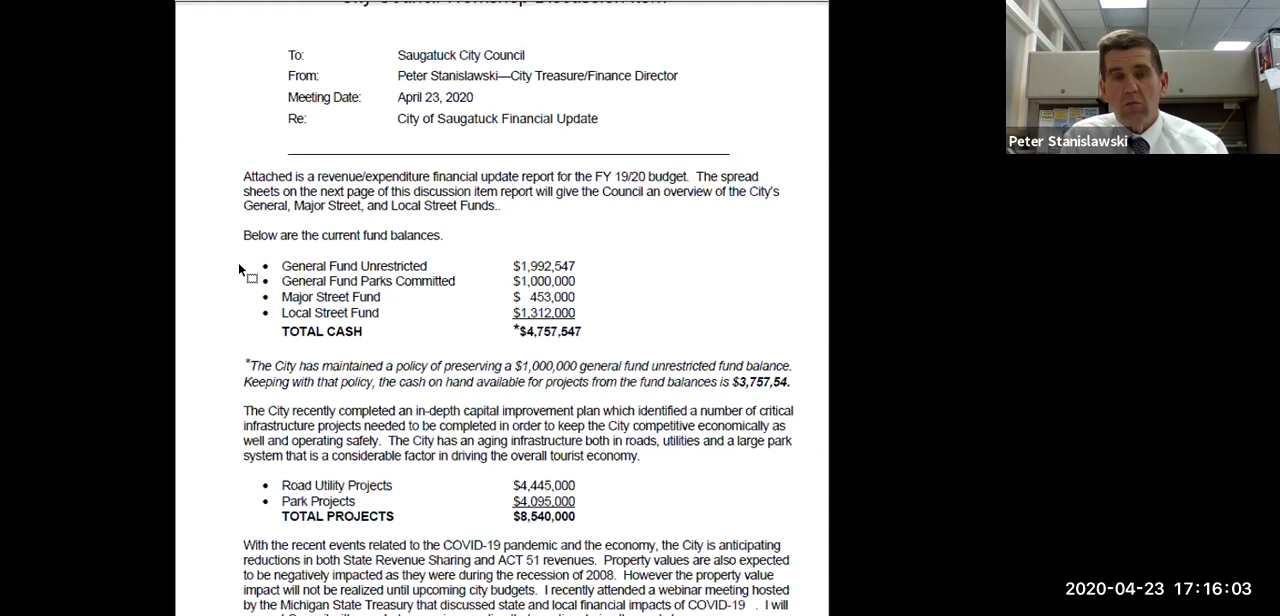 To: Saugatuck City Council
From: Peter Stanislawski—City Treasure/Finance Director
Meeting Date: April 23, 2020
Re: City of Saugatuck Financial Update
Attached is a revenue/expenditure financial update report for the FY 19/20 budget. The spread
sheets on the next page of this discussion item report will give the Council an overview of the City's
General, Major Street, and Local Street Funds..
Below are the current fund balances.
• General Fund Unrestricted $1,992,547
• General Fund Parks Committed $1,000,000
• Major Street Fund $ 453,000
• Local Street Fund $1,312,000
TOTAL CASH *$4,757,547
*The City has maintained a policy of preserving a $1,000,000 general fund unrestricted fund balance.
Keeping with that policy, the cash on hand available for projects from the fund balances is $3,757,54.
The City recently completed an in-depth capital improvement plan which identified a number of critical
infrastructure projects needed to be completed in order to keep the City competitive economically as
well and operating safely. The City has an aging infrastructure both in roads, utilities and a large park
system that is a considerable factor in driving the overall tourist economy.
• Road Utility Projects $4,445,000
• Park Projects $4,095,000
TOTAL PROJECTS $8,540,000
With the recent events related to the COVID-19 pandemic and the economy, the City is anticipating
reductions in both State Revenue Sharing and ACT 51 revenues. Property values are also expected
to be negatively impacted as they were during the recession of 2008. However the property value
impact will not be realized until upcoming city budgets. I recently attended a webinar meeting hosted
by the Michigan State Treasury that discussed state and local financial impacts of COVID-19 . I will
Peter Stanislawski
2020-04-23 17:16:03